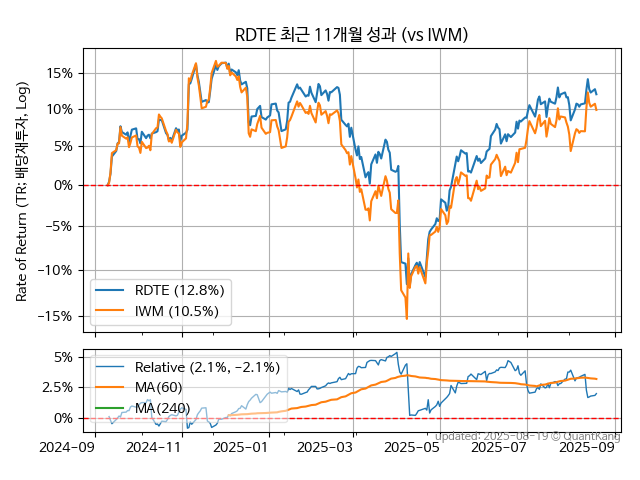 RDTE 최근 11개월 성과 (vs IWM)
Rate of Return (TR: 배당재투자, Log)
15%
10%
5%
0%
−5%
−10%
−15%
RDTE (12.8%)
IWM (10.5%)
5%
2.5%
0%
Relative (2.1%, −2.1%)
MA(60)
MA(240)
2024-09 2024-11 2025-01 2025-03 2025-05 2025-07 2025-09
updated: 2025-08-19 © QuantKang